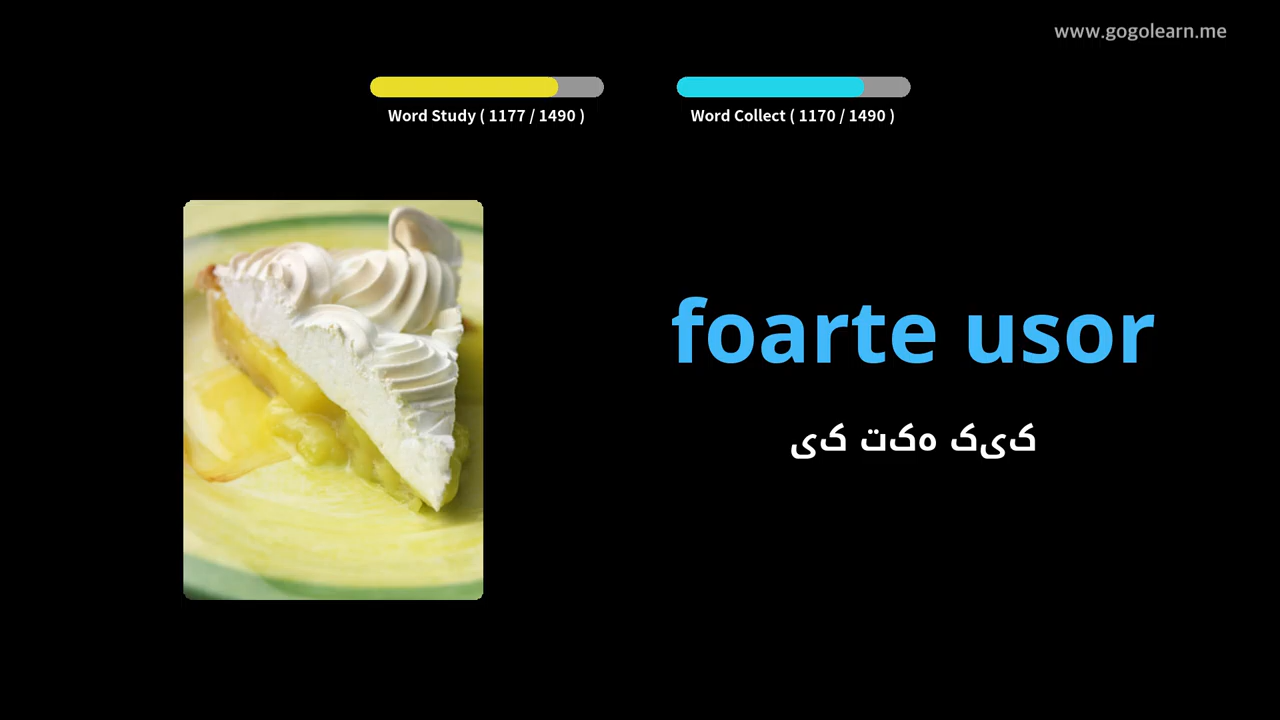 www.gogolearn.me
Word Study ( 1177 / 1490 )
Word Collect ( 1170 / 1490 )
foarte usor
کیک هکت کی